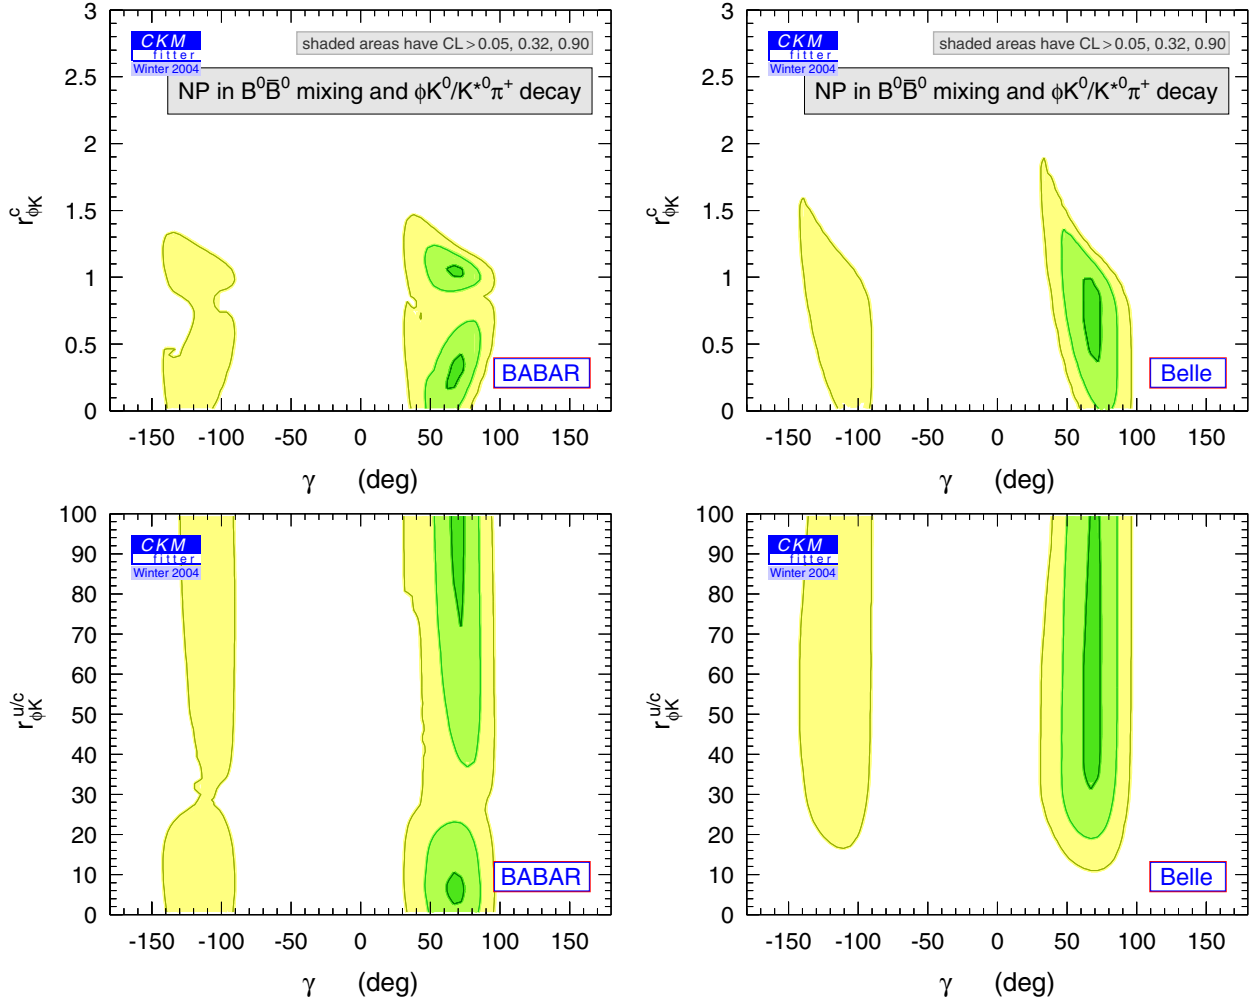 3
2.5
2
1.5
1
0.5
0
CKM
fitter
Winter 2004
shaded areas have CL > 0.05, 0.32, 0.90
NP in B⁰B̅⁰ mixing and ϕK⁰/K*⁰π⁺ decay
BABAR
r^c_ϕK
-150 -100 -50 0 50 100 150
γ (deg)
3
2.5
2
1.5
1
0.5
0
CKM
fitter
Winter 2004
shaded areas have CL > 0.05, 0.32, 0.90
NP in B⁰B̅⁰ mixing and ϕK⁰/K*⁰π⁺ decay
Belle
r^c_ϕK
-150 -100 -50 0 50 100 150
γ (deg)
100
90
80
70
60
50
40
30
20
10
0
CKM
fitter
Winter 2004
BABAR
r^u/c_ϕK
-150 -100 -50 0 50 100 150
γ (deg)
100
90
80
70
60
50
40
30
20
10
0
CKM
fitter
Winter 2004
Belle
r^u/c_ϕK
-150 -100 -50 0 50 100 150
γ (deg)